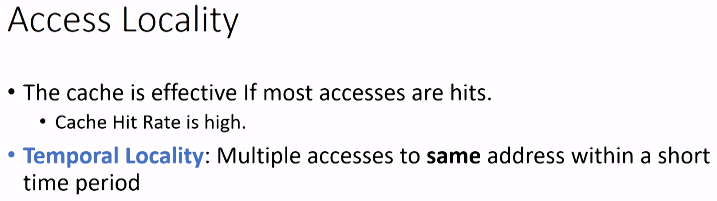 Access Locality
• The cache is effective If most accesses are hits.
• Cache Hit Rate is high.
• Temporal Locality: Multiple accesses to same address within a short
time period